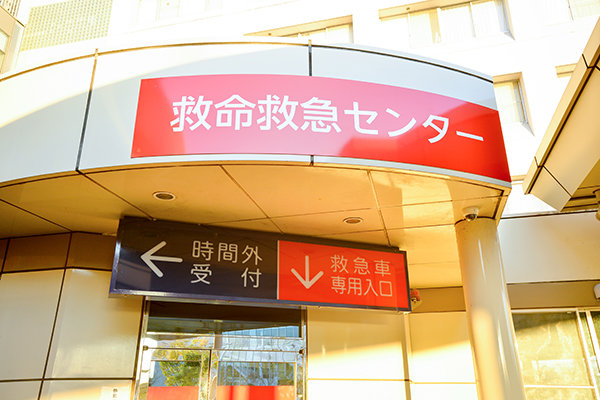 救命救急センター
← 時間外
受付
↓ 救急車
専用入口